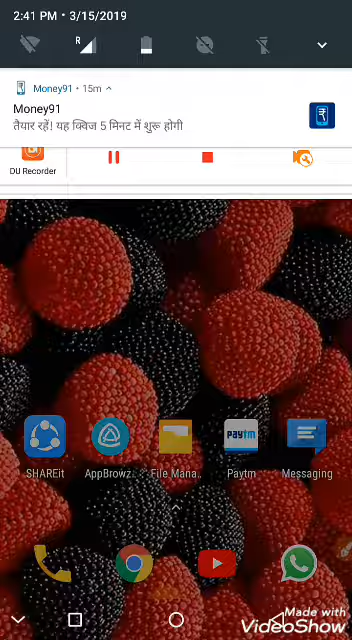 2:41 PM • 3/15/2019
R
Money91 • 15m
Money91
तैयार रहें! यह क्विज 5 मिनट में शुरू होगी
DU Recorder
Paytm
SHAREit
AppBrowz..
File Mana..
Paytm
Messaging
Made with
VideoShow